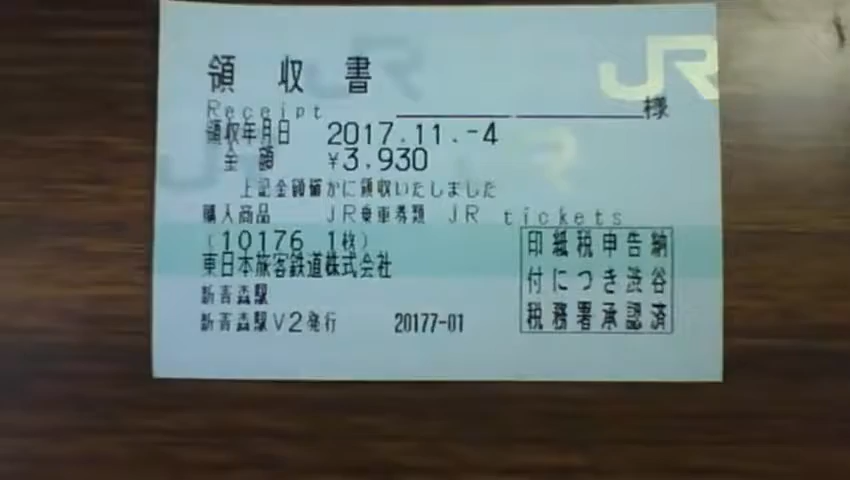 JR
領収書
Receipt
様
領収年月日 2017.11.-4
金額 ¥3,930
上記金額確かに領収いたしました
購入商品 JR乗車券類 JR tickets
(10176 1枚)
東日本旅客鉄道株式会社
新青森駅
新青森駅V2発行 20177-01
印紙税申告納
付につき渋谷
税務署承認済